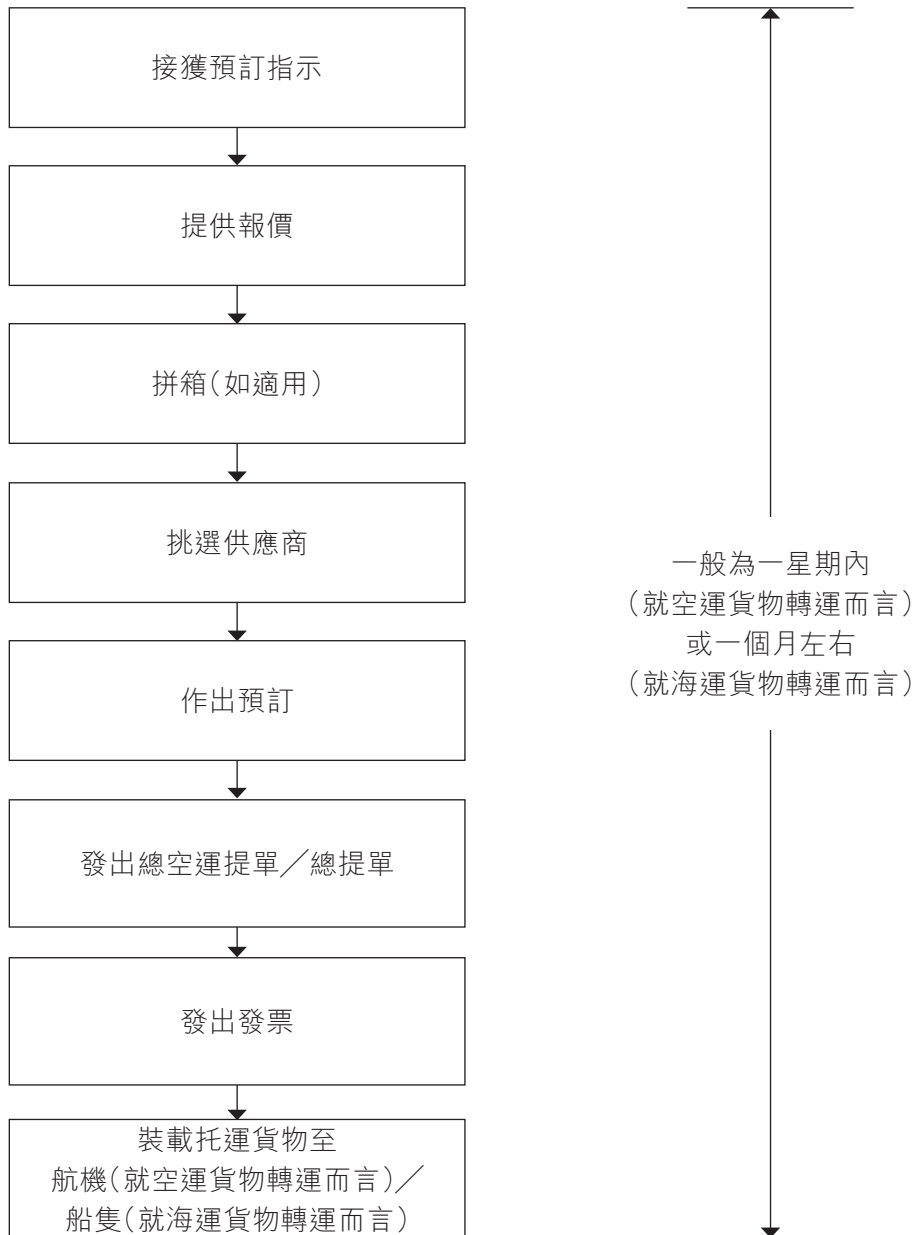 接獲預訂指示
提供報價
拼箱（如適用）
挑選供應商
作出預訂
發出總空運提單╱總提單
發出發票
裝載托運貨物至
航機（就空運貨物轉運而言）╱
船隻（就海運貨物轉運而言）
一般為一星期內
（就空運貨物轉運而言）
或一個月左右
（就海運貨物轉運而言）